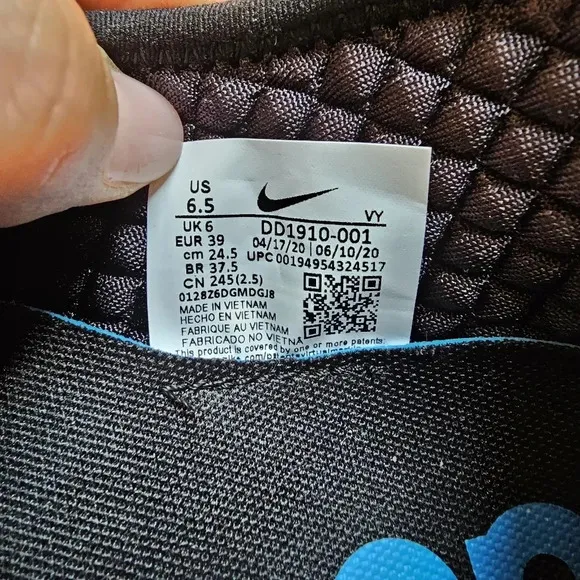 US
6.5
VY
UK 6
DD1910-001
EUR 39
04/17/20 | 06/10/20
cm 24.5
UPC 00194954324517
BR 37.5
CN 245(2.5)
0128Z6DGMDGJ8
MADE IN VIETNAM
HECHO EN VIETNAM
FABRIQUE AU VIETNAM
FABRICADO NO VIETNÃ
This product is covered by one or more patents.